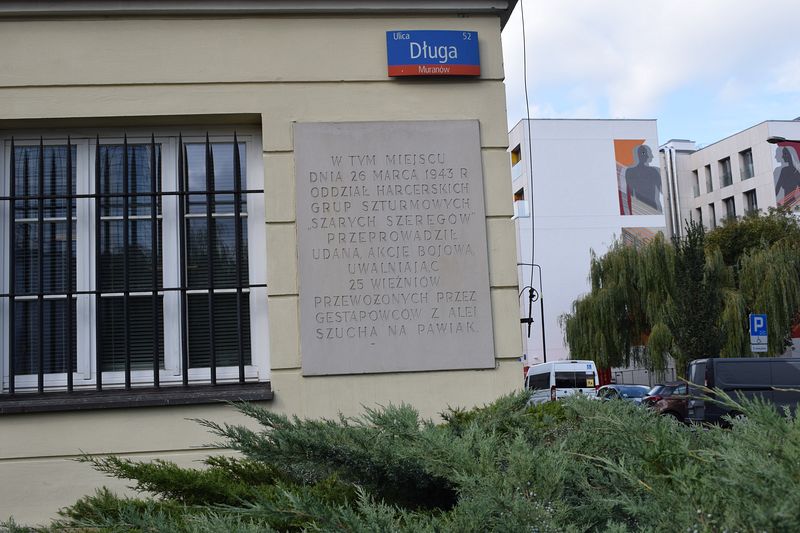 Ulica 52
Długa
Muranów
W TYM MIEJSCU
DNIA 26 MARCA 1943 R
ODDZIAŁ HARCERSKICH
GRUP SZTURMOWYCH
„SZARYCH SZEREGÓW”
PRZEPROWADZIŁ
UDANĄ AKCJĘ BOJOWĄ
UWALNIAJĄC
25 WIĘŹNIÓW
PRZEWOŻONYCH PRZEZ
GESTAPOWCÓW Z ALEI
SZUCHA NA PAWIAK.
P